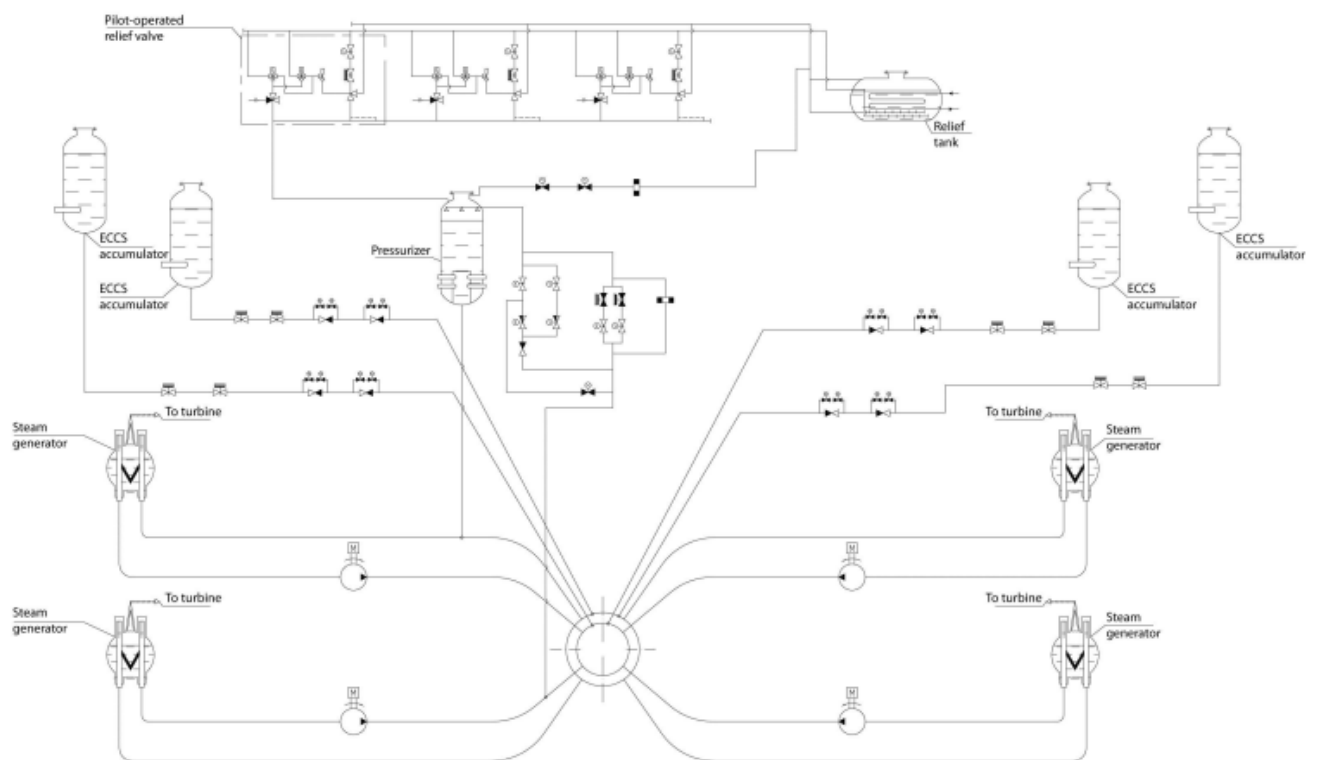 Pilot-operated
relief valve
Relief
tank
ECCS
accumulator
ECCS
accumulator
Pressurizer
ECCS
accumulator
ECCS
accumulator
To turbine
Steam
generator
To turbine
Steam
generator
M
M
To turbine
Steam
generator
To turbine
Steam
generator
M
M